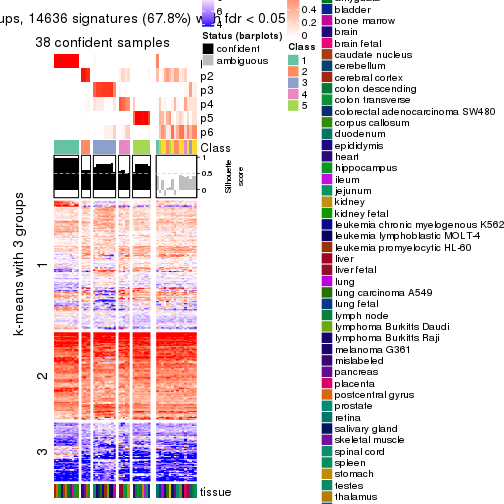 ups, 14636 signatures (67.8%) with fdr < 0.05
38 confident samples
p2
p3
p4
p5
p6
Class
1
0.5
0
Silhouette
score
k-means with 3 groups
1
2
3
tissue
4
Status (barplots)
confident
ambiguous
0.4
0.2
0
Class
1
2
3
4
5
bladder
bone marrow
brain
brain fetal
caudate nucleus
cerebellum
cerebral cortex
colon descending
colon transverse
colorectal adenocarcinoma SW480
corpus callosum
duodenum
epididymis
heart
hippocampus
ileum
jejunum
kidney
kidney fetal
leukemia chronic myelogenous K562
leukemia lymphoblastic MOLT-4
leukemia promyelocytic HL-60
liver
liver fetal
lung
lung carcinoma A549
lung fetal
lymph node
lymphoma Burkitts Daudi
lymphoma Burkitts Raji
melanoma G361
mislabeled
pancreas
placenta
postcentral gyrus
prostate
retina
salivary gland
skeletal muscle
spinal cord
spleen
stomach
testes
thalamus